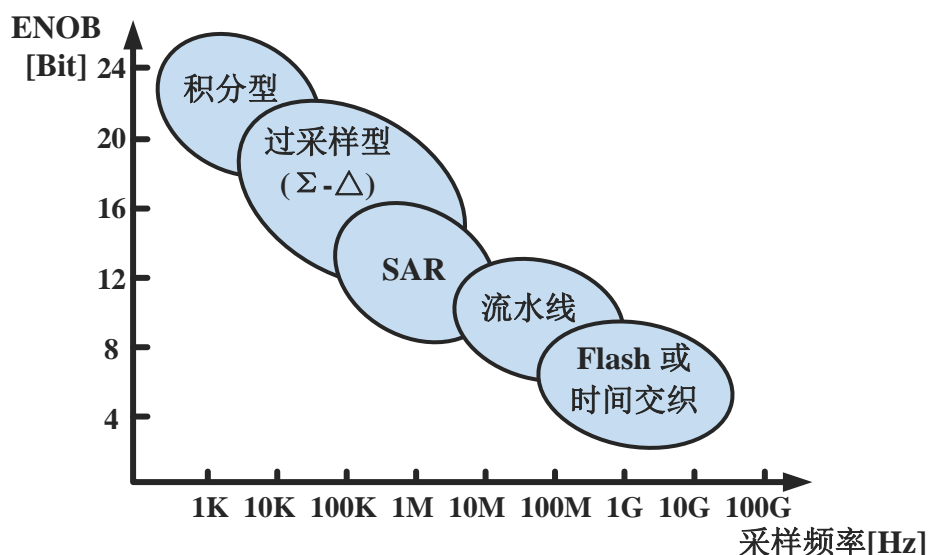 ENOB
[Bit]
24
20
16
12
8
4
积分型
过采样型
(Σ-△)
SAR
流水线
Flash 或
时间交织
1K 10K 100K 1M 10M 100M 1G 10G 100G
采样频率[Hz]